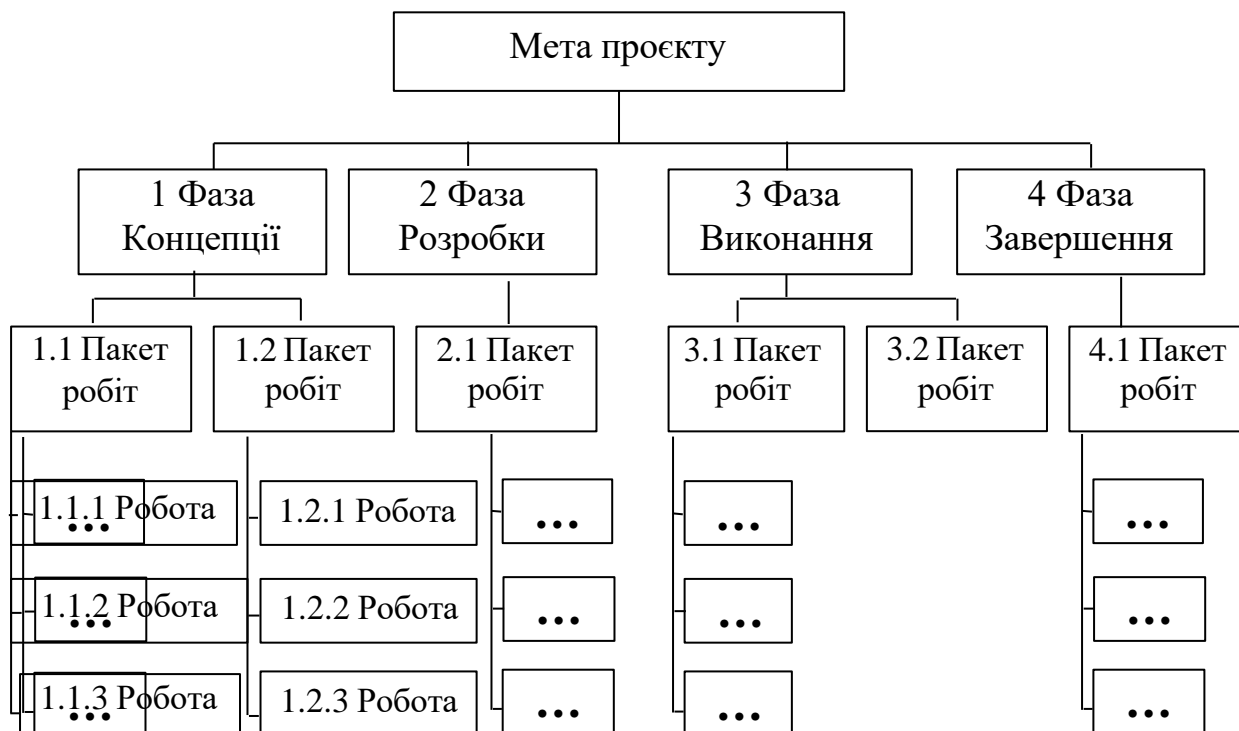 Мета проєкту
1 Фаза
Концепції
2 Фаза
Розробки
3 Фаза
Виконання
4 Фаза
Завершення
1.1 Пакет
робіт
1.2 Пакет
робіт
2.1 Пакет
робіт
3.1 Пакет
робіт
3.2 Пакет
робіт
4.1 Пакет
робіт
1.1.1 Робота
...
1.2.1 Робота
...
...
...
1.1.2 Робота
...
1.2.2 Робота
...
...
...
1.1.3 Робота
...
1.2.3 Робота
...
...
...